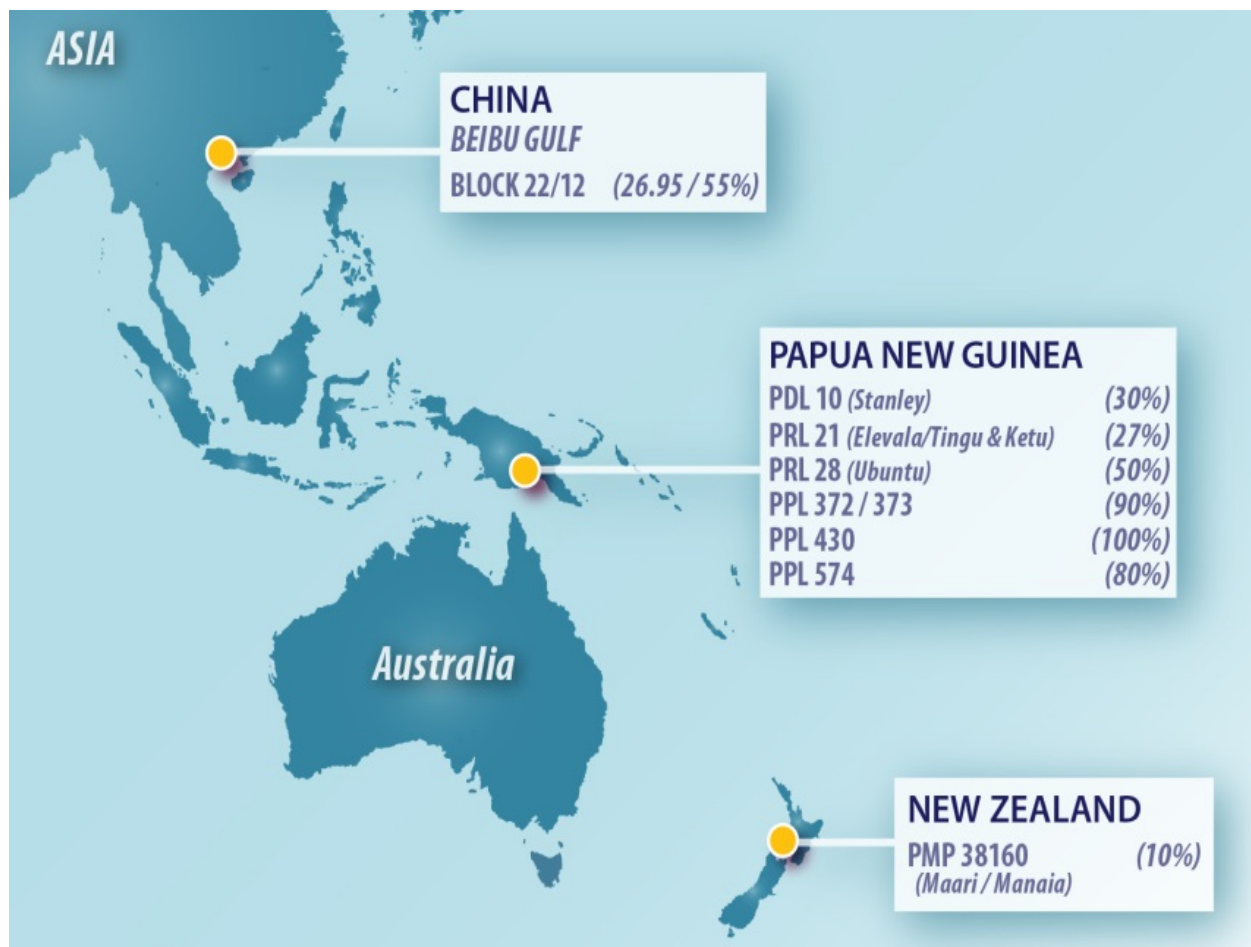 ASIA
CHINA
BEIBU GULF
BLOCK 22/12 (26.95 / 55%)
PAPUA NEW GUINEA
PDL 10 (Stanley) (30%)
PRL 21 (Elevala/Tingu & Ketu) (27%)
PRL 28 (Ubuntu) (50%)
PPL 372 / 373 (90%)
PPL 430 (100%)
PPL 574 (80%)
Australia
NEW ZEALAND
PMP 38160 (10%)
(Maari / Manaia)